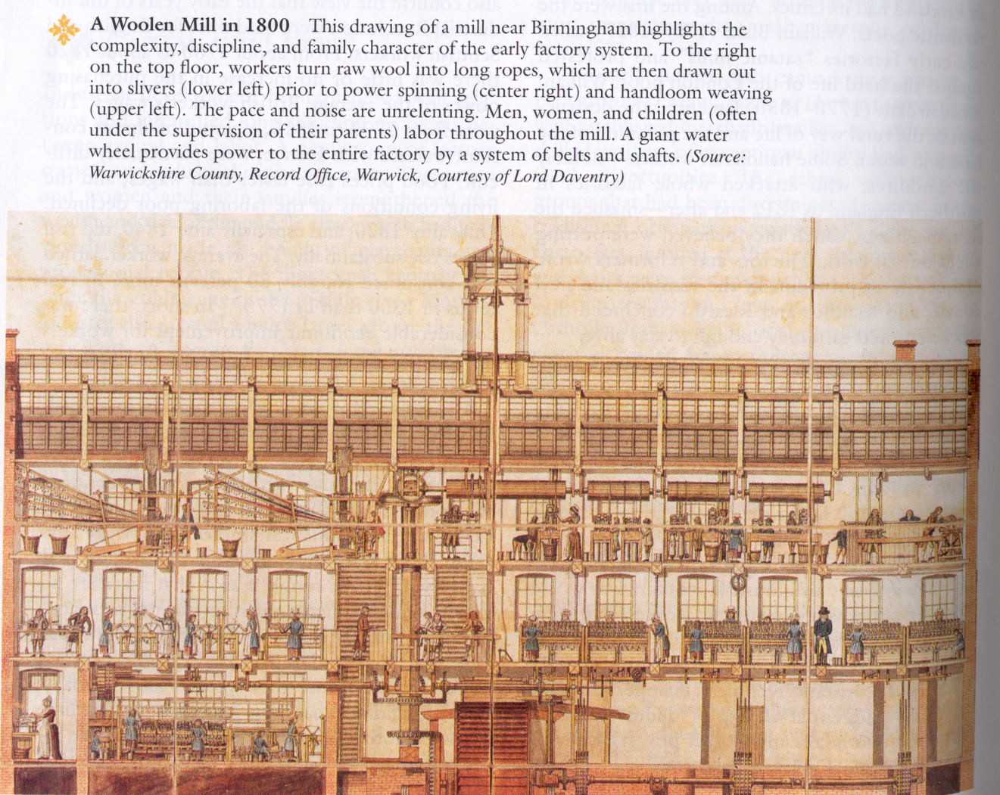 A Woolen Mill in 1800 This drawing of a mill near Birmingham highlights the
complexity, discipline, and family character of the early factory system. To the right
on the top floor, workers turn raw wool into long ropes, which are then drawn out
into slivers (lower left) prior to power spinning (center right) and handloom weaving
(upper left). The pace and noise are unrelenting. Men, women, and children (often
under the supervision of their parents) labor throughout the mill. A giant water
wheel provides power to the entire factory by a system of belts and shafts. (Source:
Warwickshire County, Record Office, Warwick, Courtesy of Lord Daventry)